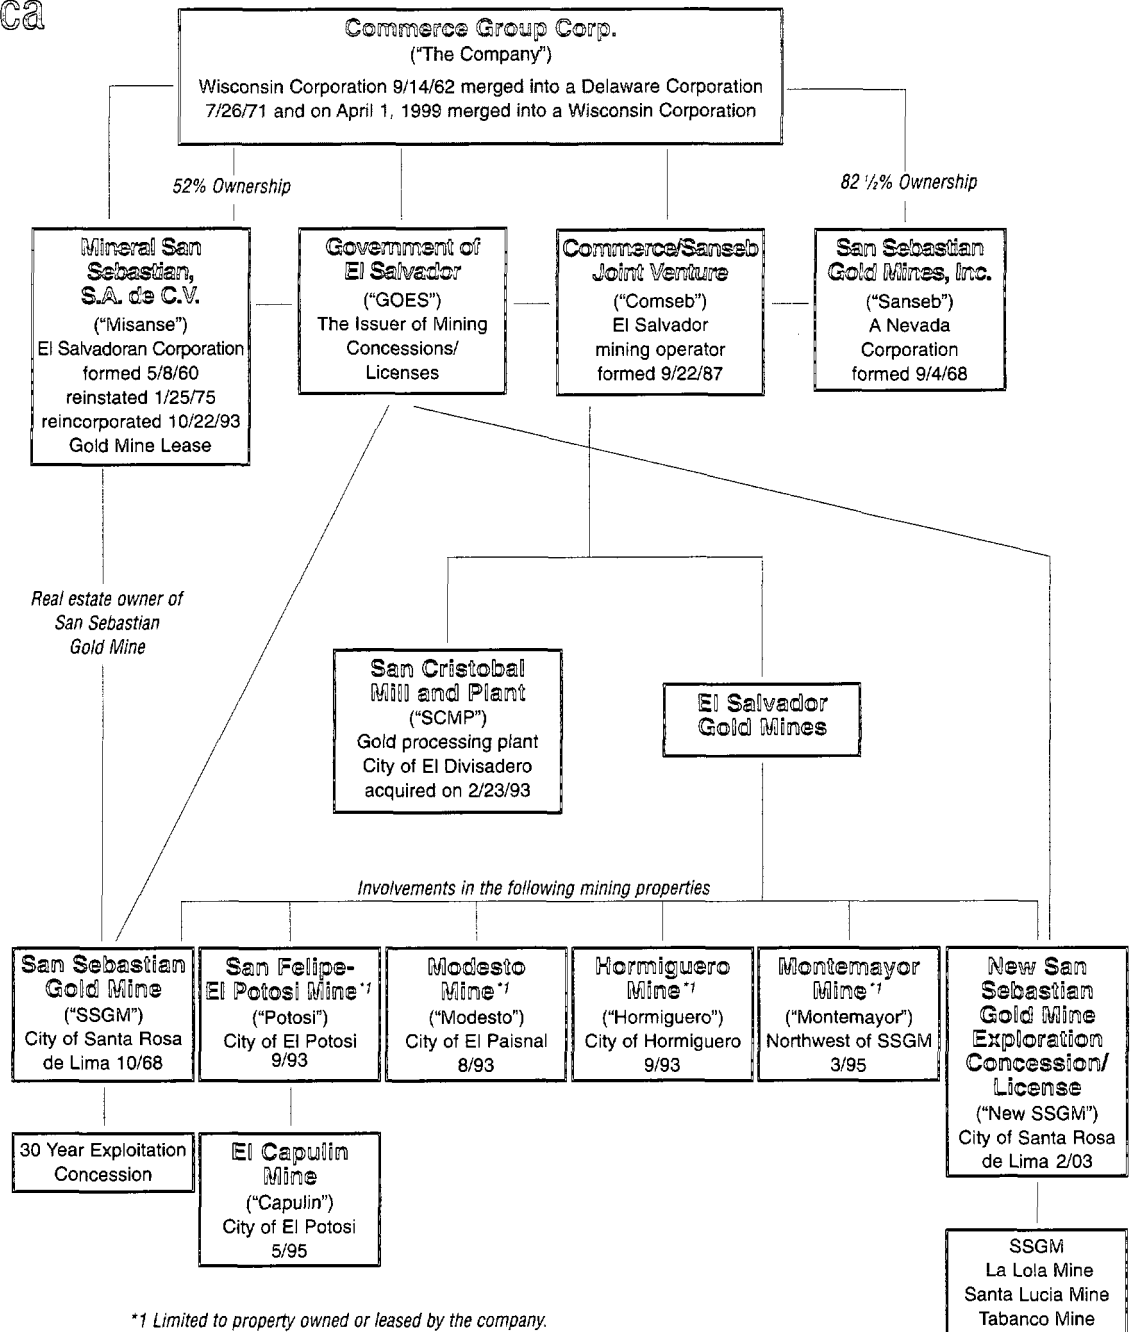 ca
Commerce Group Corp.
("The Company")
Wisconsin Corporation 9/14/62 merged into a Delaware Corporation
7/26/71 and on April 1, 1999 merged into a Wisconsin Corporation
52% Ownership
82 ½% Ownership
Mineral San
Sebastian,
S.A. de C.V.
("Misanse")
El Salvadoran Corporation
formed 5/8/60
reinstated 1/25/75
reincorporated 10/22/93
Gold Mine Lease
Government of
El Salvador
("GOES")
The Issuer of Mining
Concessions/
Licenses
Commerce/Sanseb
Joint Venture
("Comseb")
El Salvador
mining operator
formed 9/22/87
San Sebastian
Gold Mines, Inc.
("Sanseb")
A Nevada
Corporation
formed 9/4/68
Real estate owner of
San Sebastian
Gold Mine
San Cristobal
Mill and Plant
("SCMP")
Gold processing plant
City of El Divisadero
acquired on 2/23/93
El Salvador
Gold Mines
Involvements in the following mining properties
San Sebastian
Gold Mine
("SSGM")
City of Santa Rosa
de Lima 10/68
San Felipe-
El Potosi Mine*1
("Potosi")
City of El Potosi
9/93
Modesto
Mine*1
("Modesto")
City of El Paisnal
8/93
Hormiguero
Mine*1
("Hormiguero")
City of Hormiguero
9/93
Montemayor
Mine*1
("Montemayor")
Northwest of SSGM
3/95
New San
Sebastian
Gold Mine
Exploration
Concession/
License
("New SSGM")
City of Santa Rosa
de Lima 2/03
30 Year Exploitation
Concession
El Capulin
Mine
("Capulin")
City of El Potosi
5/95
SSGM
La Lola Mine
Santa Lucia Mine
Tabanco Mine
*1 Limited to property owned or leased by the company.